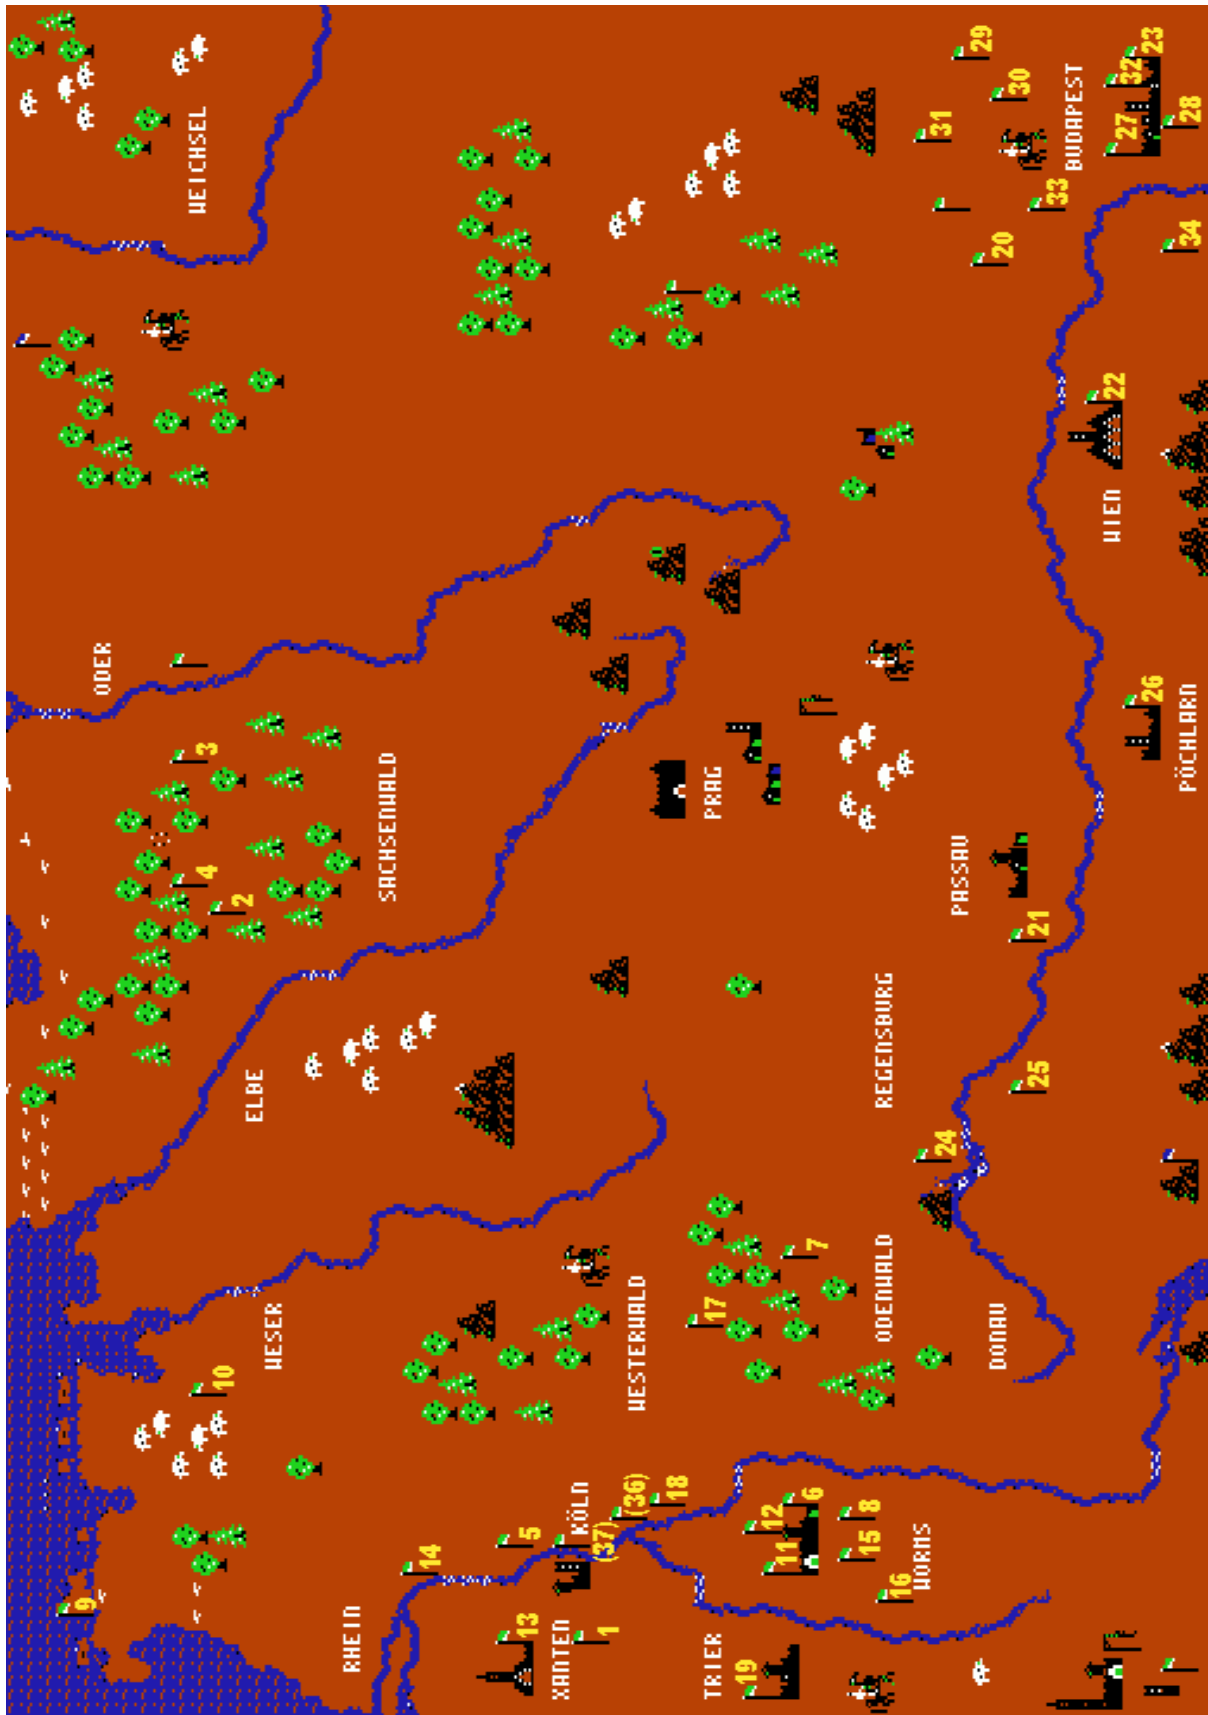 9
ODER
WEICHSEL
10
4
3
2
ELBE
WESER
RHEIN
SACHSENWALD
14
13
5
XANTEN
KÖLN
1
(37)
(36)
WESTERWALD
18
TRIER
PRAG
17
19
12
11
6
7
15
8
ODENWALD
REGENSBURG
16
WORMS
24
31
PASSAU
29
DONAU
20
30
25
21
33
BUDAPEST
WIEN
22
27
32
26
23
PÖCHLARN
34
28